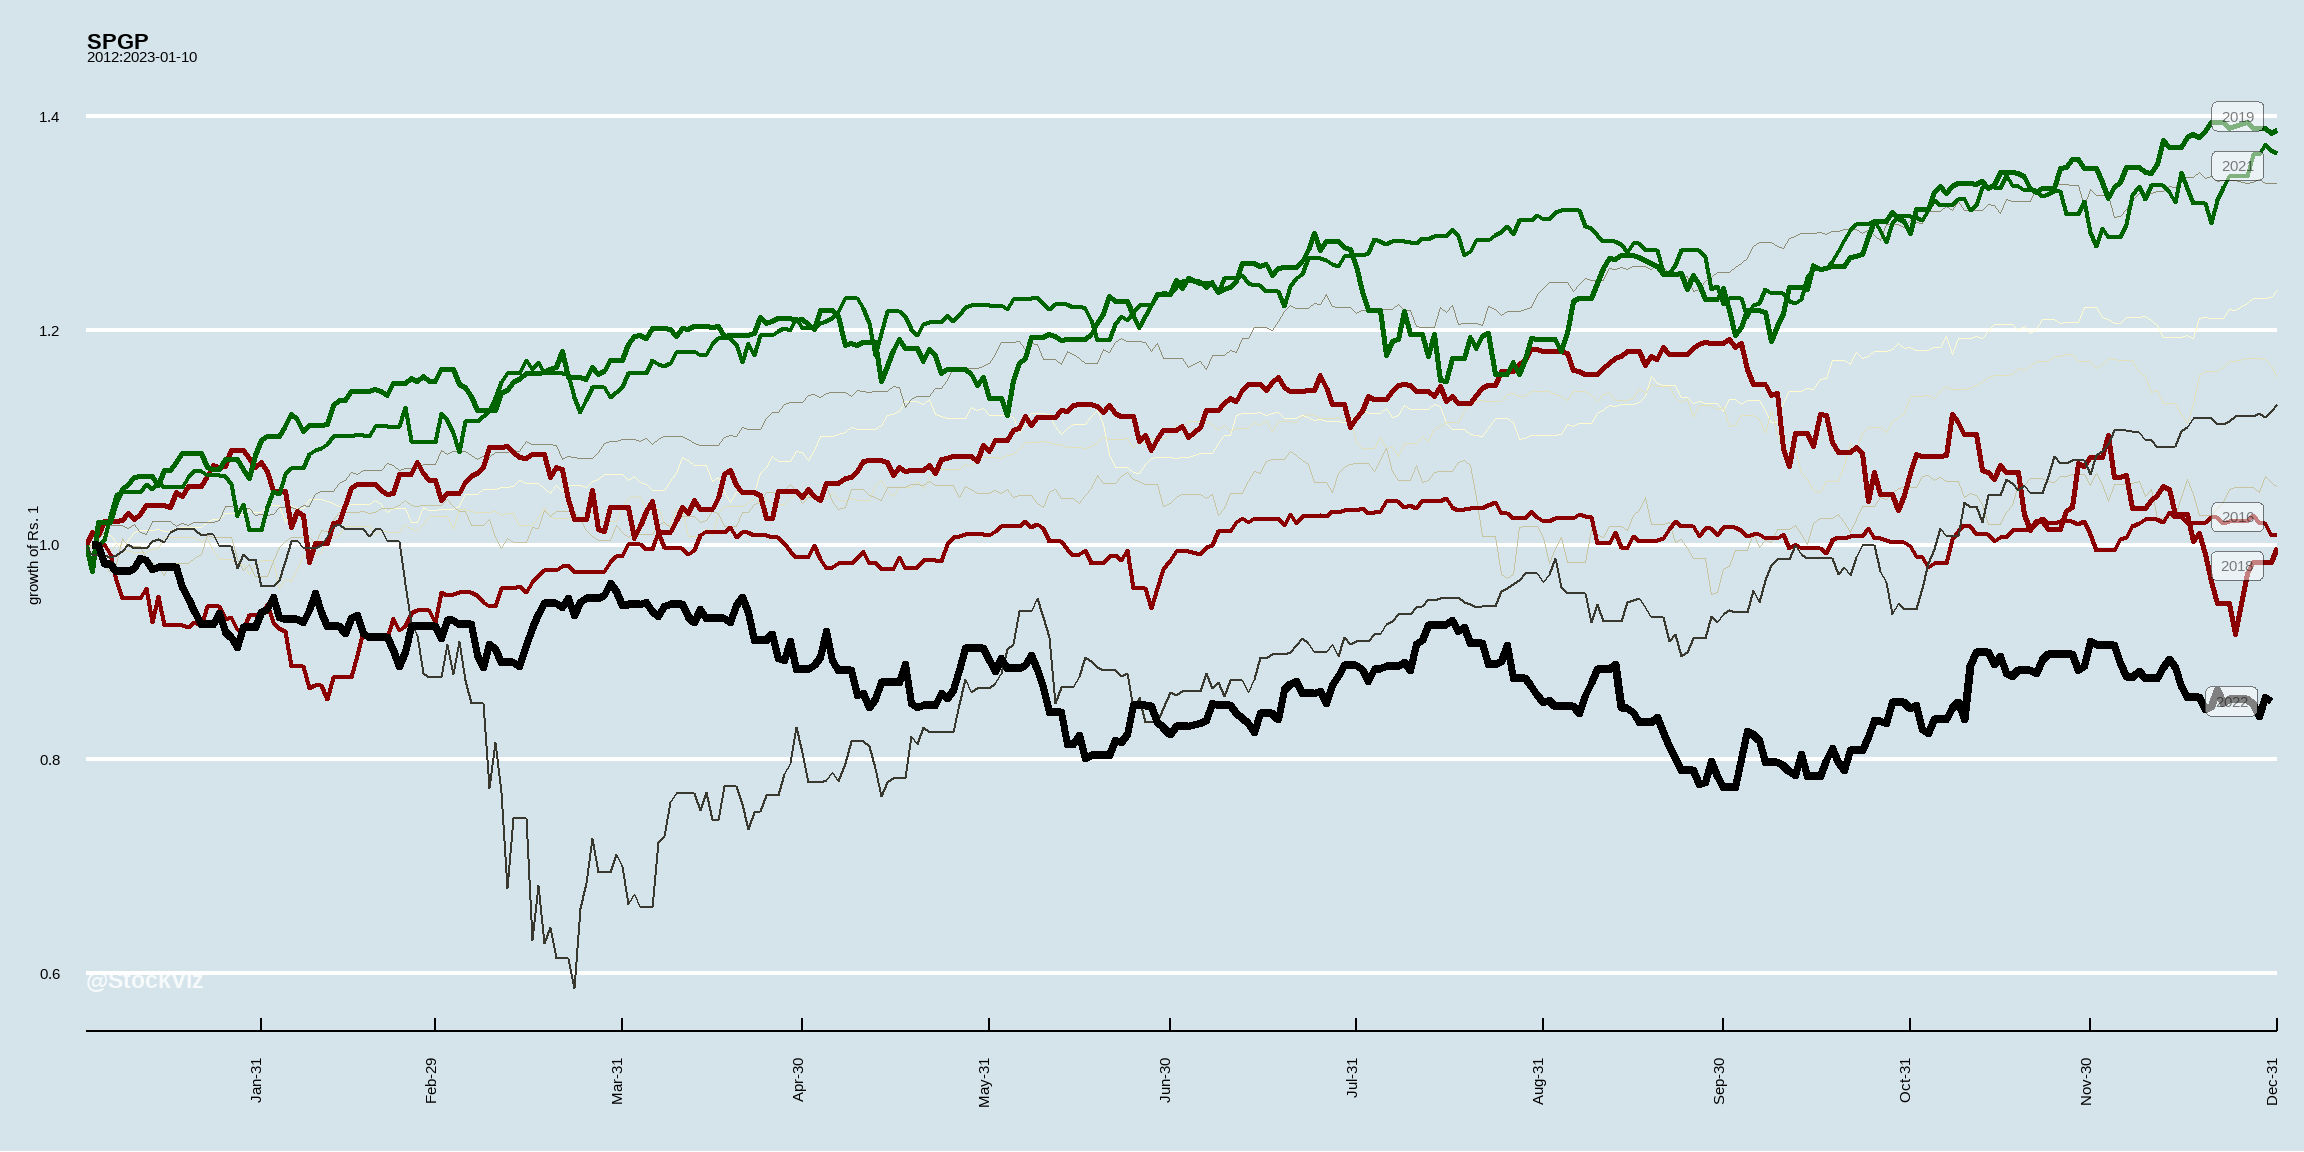 SPGP
2012:2023-01-10
1.4
1.2
1.0
0.8
0.6
growth of Rs. 1
2019
2021
2016
2018
2022
@StockViz
Jan-31
Feb-29
Mar-31
Apr-30
May-31
Jun-30
Jul-31
Aug-31
Sep-30
Oct-31
Nov-30
Dec-31